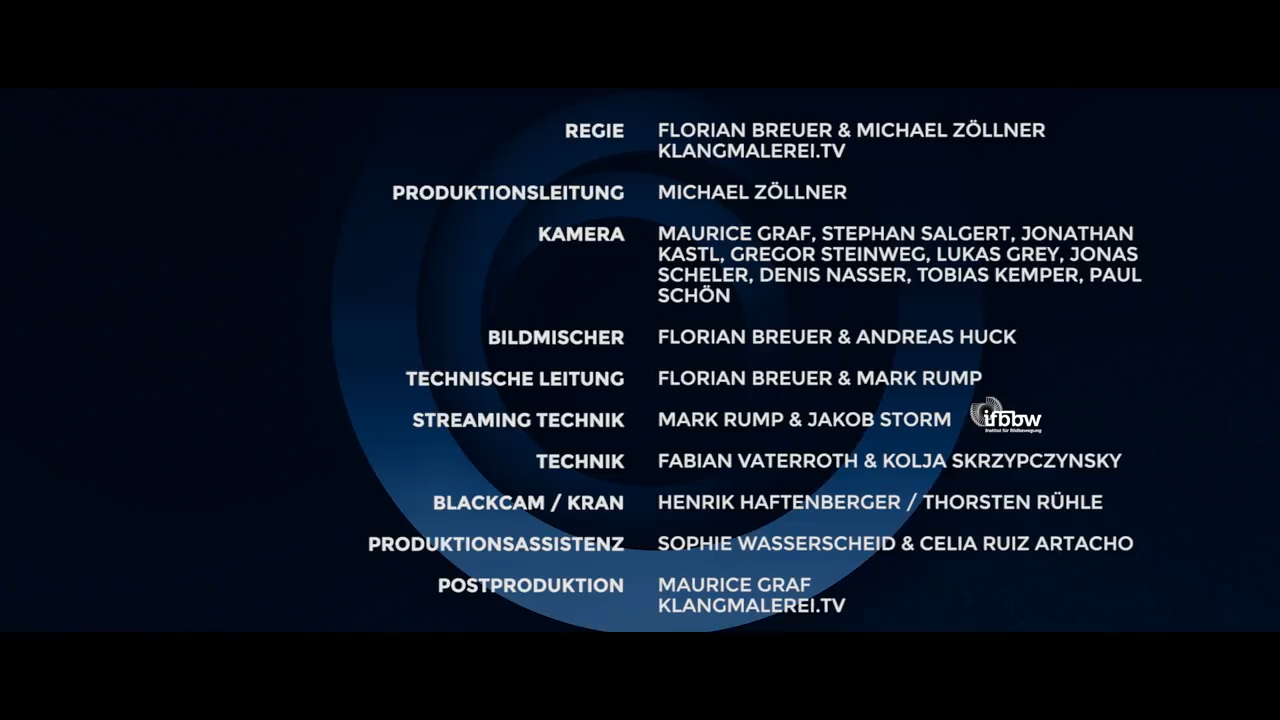 REGIE FLORIAN BREUER & MICHAEL ZÖLLNER
KLANGMALEREI.TV
PRODUKTIONSLEITUNG MICHAEL ZÖLLNER
KAMERA MAURICE GRAF, STEPHAN SALGERT, JONATHAN
KASTL, GREGOR STEINWEG, LUKAS GREY, JONAS
SCHELER, DENIS NASSER, TOBIAS KEMPER, PAUL
SCHÖN
BILDMISCHER FLORIAN BREUER & ANDREAS HUCK
TECHNISCHE LEITUNG FLORIAN BREUER & MARK RUMP
STREAMING TECHNIK MARK RUMP & JAKOB STORM ifbbw
Institut für Bildbewegung
TECHNIK FABIAN VATERROTH & KOLJA SKRZYPCZYNSKY
BLACKCAM / KRAN HENRIK HAFTENBERGER / THORSTEN RÜHLE
PRODUKTIONSASSISTENZ SOPHIE WASSERSCHEID & CELIA RUIZ ARTACHO
POSTPRODUKTION MAURICE GRAF
KLANGMALEREI.TV